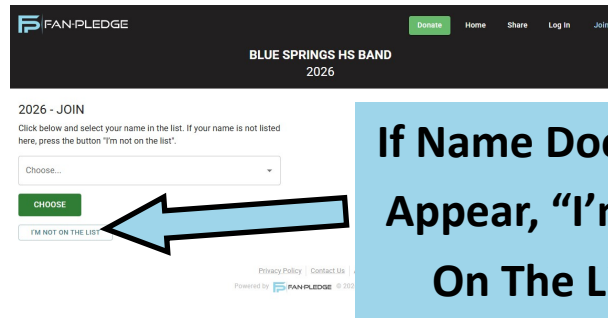 FAN-PLEDGE
Donate Home Share Log In Join
BLUE SPRINGS HS BAND
2026
2026 - JOIN
Click below and select your name in the list. If your name is not listed
here, press the button "I'm not on the list".
Choose...
CHOOSE
I'M NOT ON THE LIST
If Name Doe
Appear, “I’m
On The L
Privacy Policy Contact Us
Powered by FAN-PLEDGE © 202